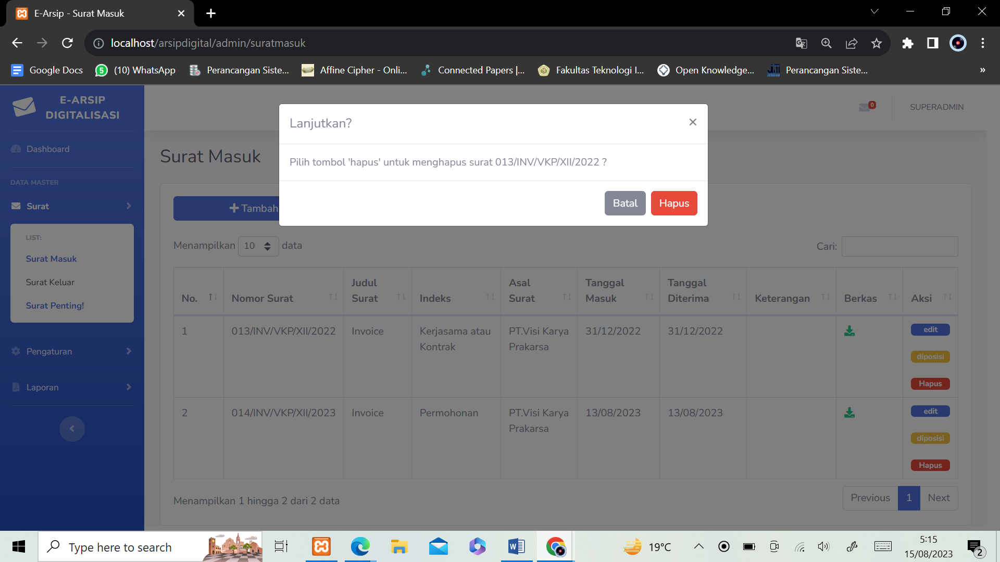 E-Arsip - Surat Masuk
localhost/arsipdigital/admin/suratmasuk
Google Docs
(10) WhatsApp
Perancangan Siste...
Affine Cipher - Onli...
Connected Papers |...
Fakultas Teknologi I...
Open Knowledge...
Perancangan Siste...
»
E-ARSIP
DIGITALISASI
Dashboard
DATA MASTER
Surat
LIST:
Surat Masuk
Surat Keluar
Surat Penting!
Pengaturan
Laporan
0
SUPERADMIN
Lanjutkan?
×
Pilih tombol 'hapus' untuk menghapus surat 013/INV/VKP/XII/2022 ?
Batal
Hapus
Surat Masuk
Tambah
Menampilkan 10 data
Cari:
No.
Nomor Surat
Judul
Surat
Indeks
Asal
Surat
Tanggal
Masuk
Tanggal
Diterima
Keterangan
Berkas
Aksi
1
013/INV/VKP/XII/2022
Invoice
Kerjasama atau
Kontrak
PT.Visi Karya
Prakarsa
31/12/2022
31/12/2022
edit
diposisi
Hapus
2
014/INV/VKP/XII/2023
Invoice
Permohonan
PT.Visi Karya
Prakarsa
13/08/2023
13/08/2023
edit
diposisi
Hapus
Menampilkan 1 hingga 2 dari 2 data
Previous
1
Next
Type here to search
19°C
5:15
15/08/2023
2